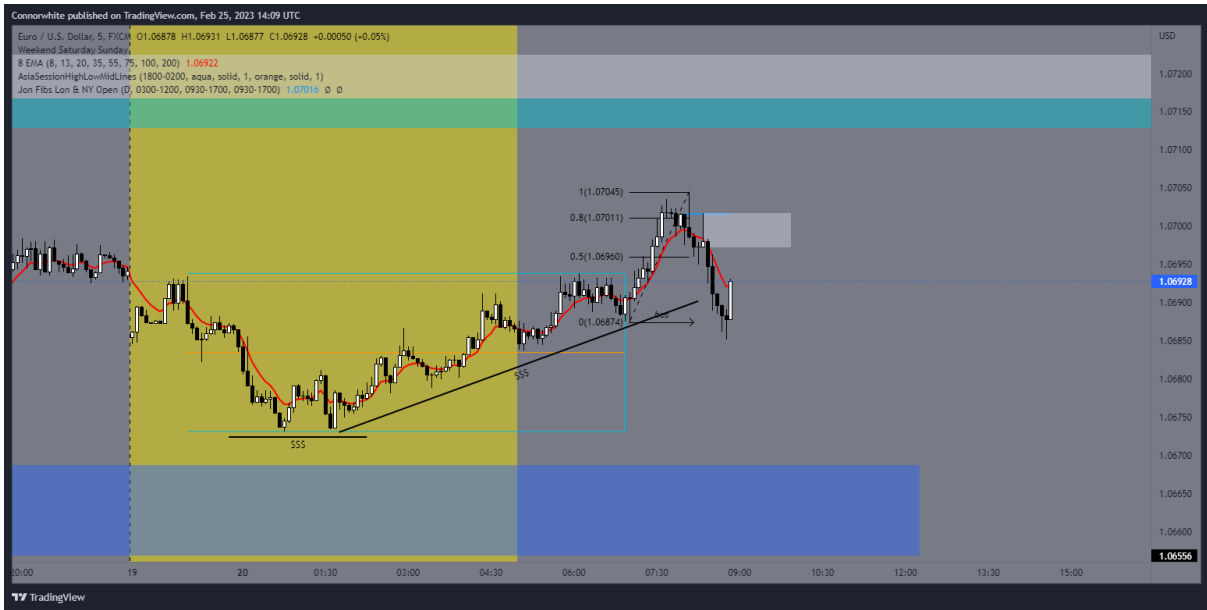 Connorwhite published on TradingView.com, Feb 25, 2023 14:09 UTC
Euro / U.S. Dollar, 5, FXCM O1.06878 H1.06931 L1.06877 C1.06928 +0.00050 (+0.05%)
USD
Weekend Saturday Sunday
8 EMA (8, 13, 20, 35, 55, 75, 100, 200) 1.06922
AsiaSessionHighLowMidLines (1800-0200, aqua, solid, 1, orange, solid, 1)
Jon Fibs Lon & NY Open (D, 0300-1200, 0930-1700, 0930-1700) 1.07016 Ø Ø
1.07200
1.07150
1.07100
1.07050
1.07000
1.06950
1.06928
1.06900
1.06850
1.06800
1.06750
1.06700
1.06650
1.06600
1.06556
1(1.07045)
0.8(1.07011)
0.5(1.06960)
0(1.06874)
bos
$$$
$$$
20:00 19 20 01:30 03:00 04:30 06:00 07:30 09:00 10:30 12:00 13:30 15:00
TradingView